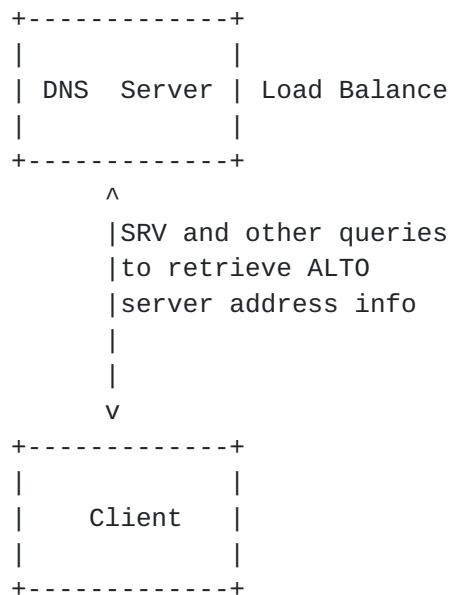 DNS  Server Load Balance
SRV and other queries
to retrieve ALTO
server address info
Client